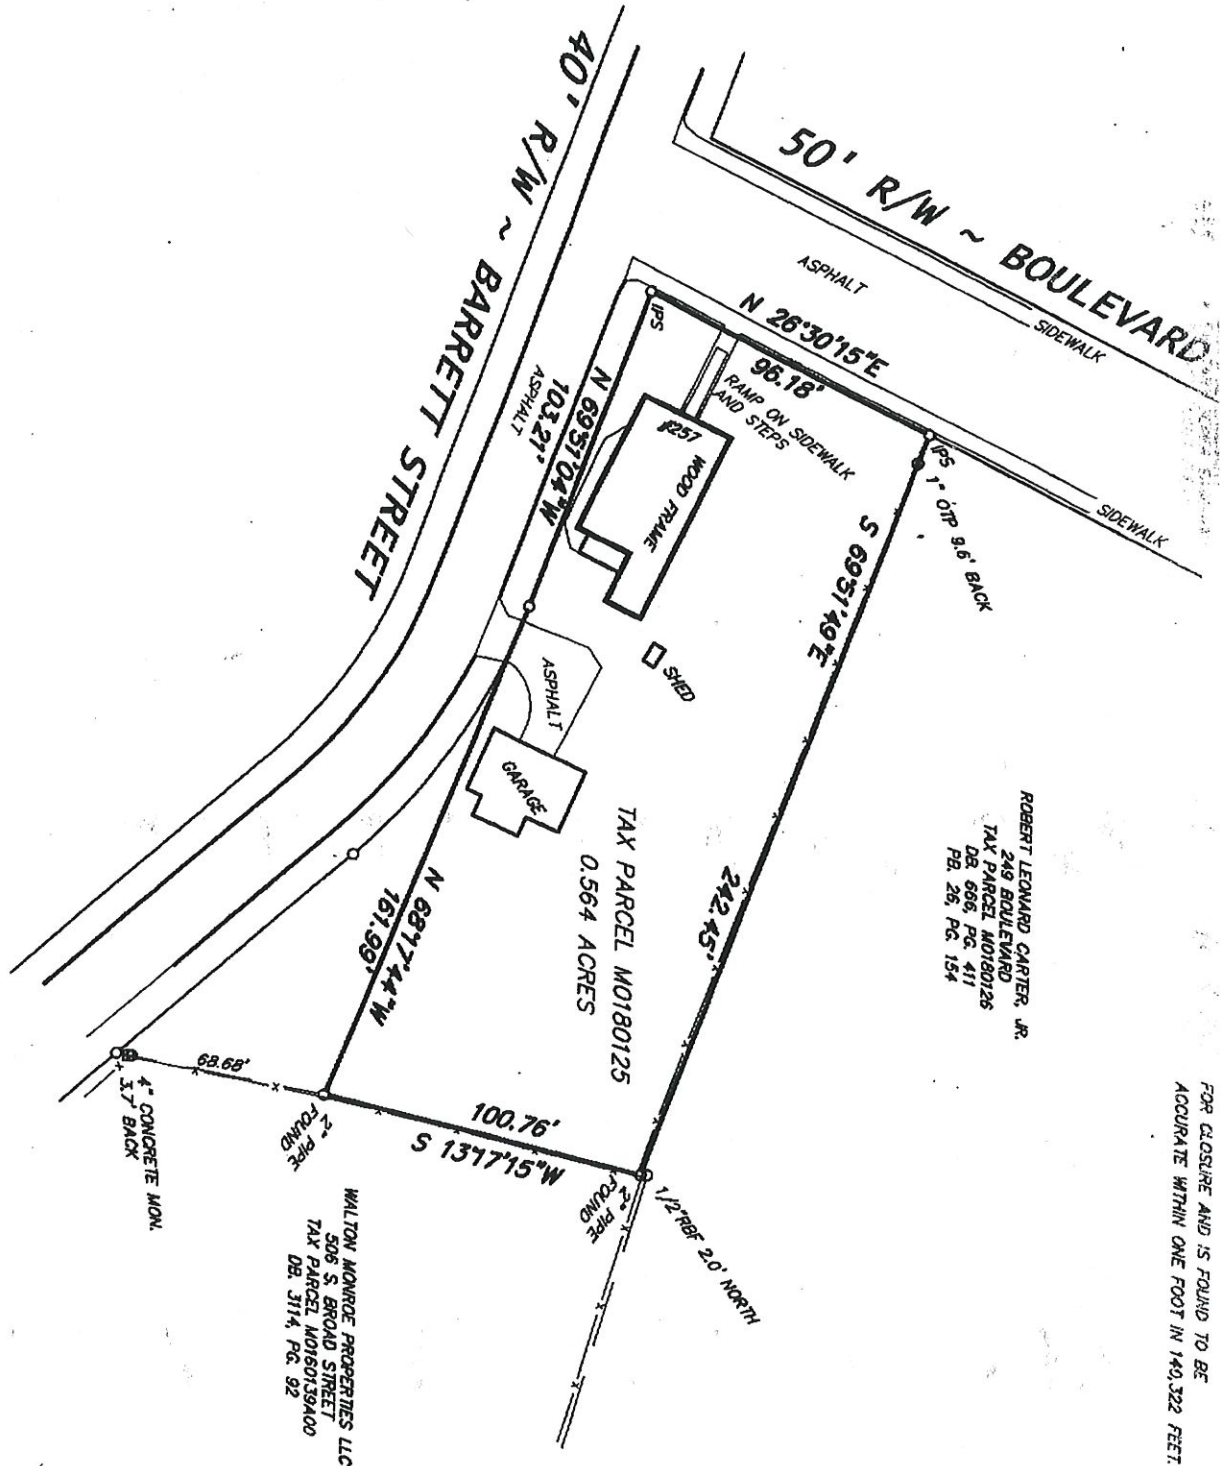 50' R/W ~ BOULEVARD
40' R/W ~ BARRETT STREET
ASPHALT
SIDEWALK
SIDEWALK
N 26°30'15"E
96.18'
IPS
IPS
1" OTP 9.6' BACK
RAMP ON SIDEWALK
AND STEPS
#257
WOOD FRAME
N 69°51'04"W
103.21'
ASPHALT
S 69°51'49"E
242.45'
SHED
ASPHALT
GARAGE
TAX PARCEL M0180125
0.564 ACRES
ROBERT LEONARD CARTER, JR.
249 BOULEVARD
TAX PARCEL M0180126
DB. 666, PG. 411
PB. 26, PG. 154
N 68°17'44"W
161.99'
100.76'
S 13°17'15"W
68.68'
2" PIPE
FOUND
2" PIPE
FOUND
1/2"RBF 2.0' NORTH
4" CONCRETE MON.
3.7' BACK
WALTON MONROE PROPERTIES LLC
506 S. BROAD STREET
TAX PARCEL M0160139A00
DB. 3114, PG. 92
FOR CLOSURE AND IS FOUND TO BE
ACCURATE WITHIN ONE FOOT IN 140,322 FEET.